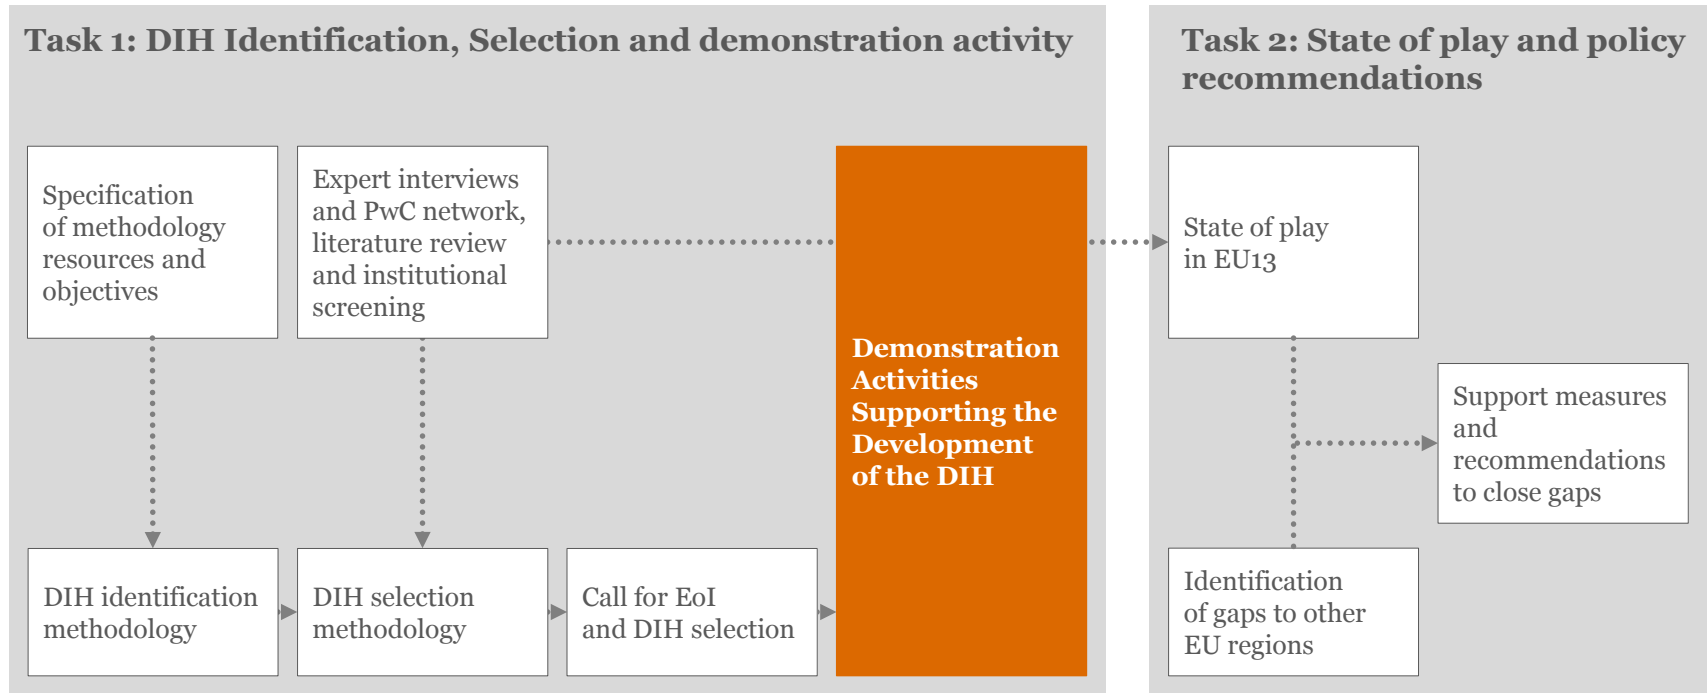 Task 1: DIH Identification, Selection and demonstration activity
Task 2: State of play and policy
recommendations
Specification
of methodology
resources and
objectives
Expert interviews
and PwC network,
literature review
and institutional
screening
Demonstration
Activities
Supporting the
Development
of the DIH
State of play
in EU13
Support measures
and
recommendations
to close gaps
DIH identification
methodology
DIH selection
methodology
Call for EoI
and DIH selection
Identification
of gaps to other
EU regions